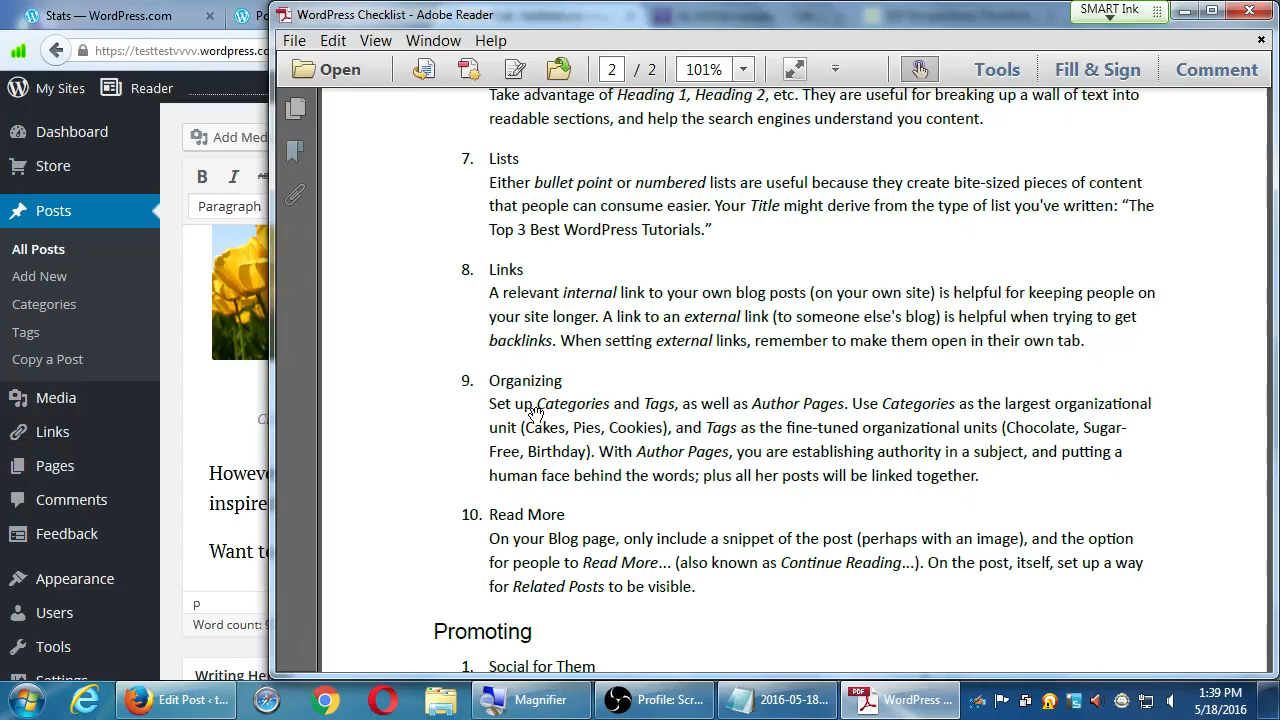 Stats — WordPress.com
WordPress Checklist - Adobe Reader
SMART Ink
https://testtestvvvv.wordpress.co
File Edit View Window Help
My Sites Reader
Open 2 / 2 101% Tools Fill & Sign Comment
Dashboard
Store
Posts
All Posts
Add New
Categories
Tags
Copy a Post
Media
Links
Pages
Comments
Feedback
Appearance
Users
Tools
Add Med
B I ABC
Paragraph
Howev
inspire
Want to
p
Word count: 9
Writing Hel
Take advantage of Heading 1, Heading 2, etc. They are useful for breaking up a wall of text into
readable sections, and help the search engines understand you content.
7. Lists
Either bullet point or numbered lists are useful because they create bite-sized pieces of content
that people can consume easier. Your Title might derive from the type of list you've written: “The
Top 3 Best WordPress Tutorials.”
8. Links
A relevant internal link to your own blog posts (on your own site) is helpful for keeping people on
your site longer. A link to an external link (to someone else's blog) is helpful when trying to get
backlinks. When setting external links, remember to make them open in their own tab.
9. Organizing
Set up Categories and Tags, as well as Author Pages. Use Categories as the largest organizational
unit (Cakes, Pies, Cookies), and Tags as the fine-tuned organizational units (Chocolate, Sugar-
Free, Birthday). With Author Pages, you are establishing authority in a subject, and putting a
human face behind the words; plus all her posts will be linked together.
10. Read More
On your Blog page, only include a snippet of the post (perhaps with an image), and the option
for people to Read More... (also known as Continue Reading...). On the post, itself, set up a way
for Related Posts to be visible.
Promoting
1. Social for Them
Edit Post ‹ t...
Magnifier
Profile: Scr...
2016-05-18...
WordPress ...
1:39 PM
5/18/2016